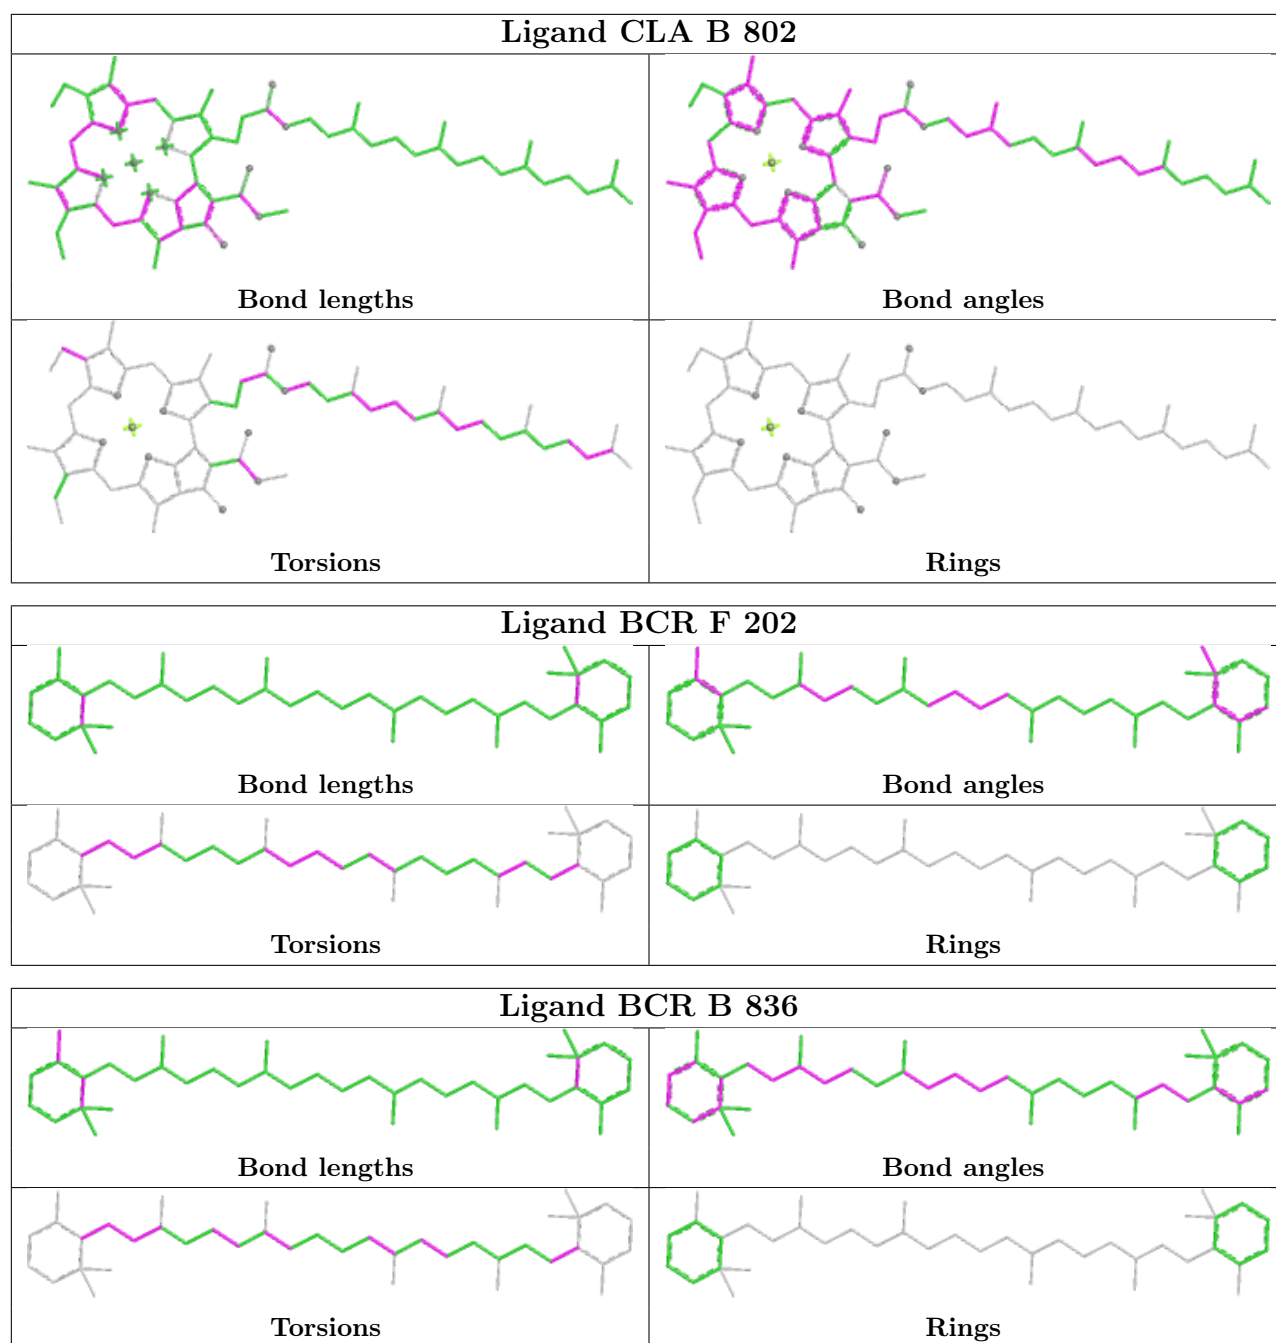 Ligand CLA B 802
Bond lengths
Bond angles
Torsions
Rings
Ligand BCR F 202
Bond lengths
Bond angles
Torsions
Rings
Ligand BCR B 836
Bond lengths
Bond angles
Torsions
Rings